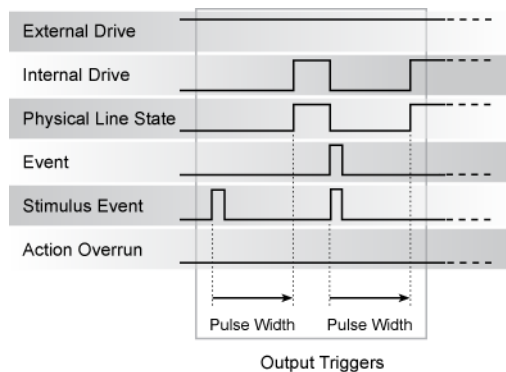 External Drive
Internal Drive
Physical Line State
Event
Stimulus Event
Action Overrun
Pulse Width Pulse Width
Output Triggers